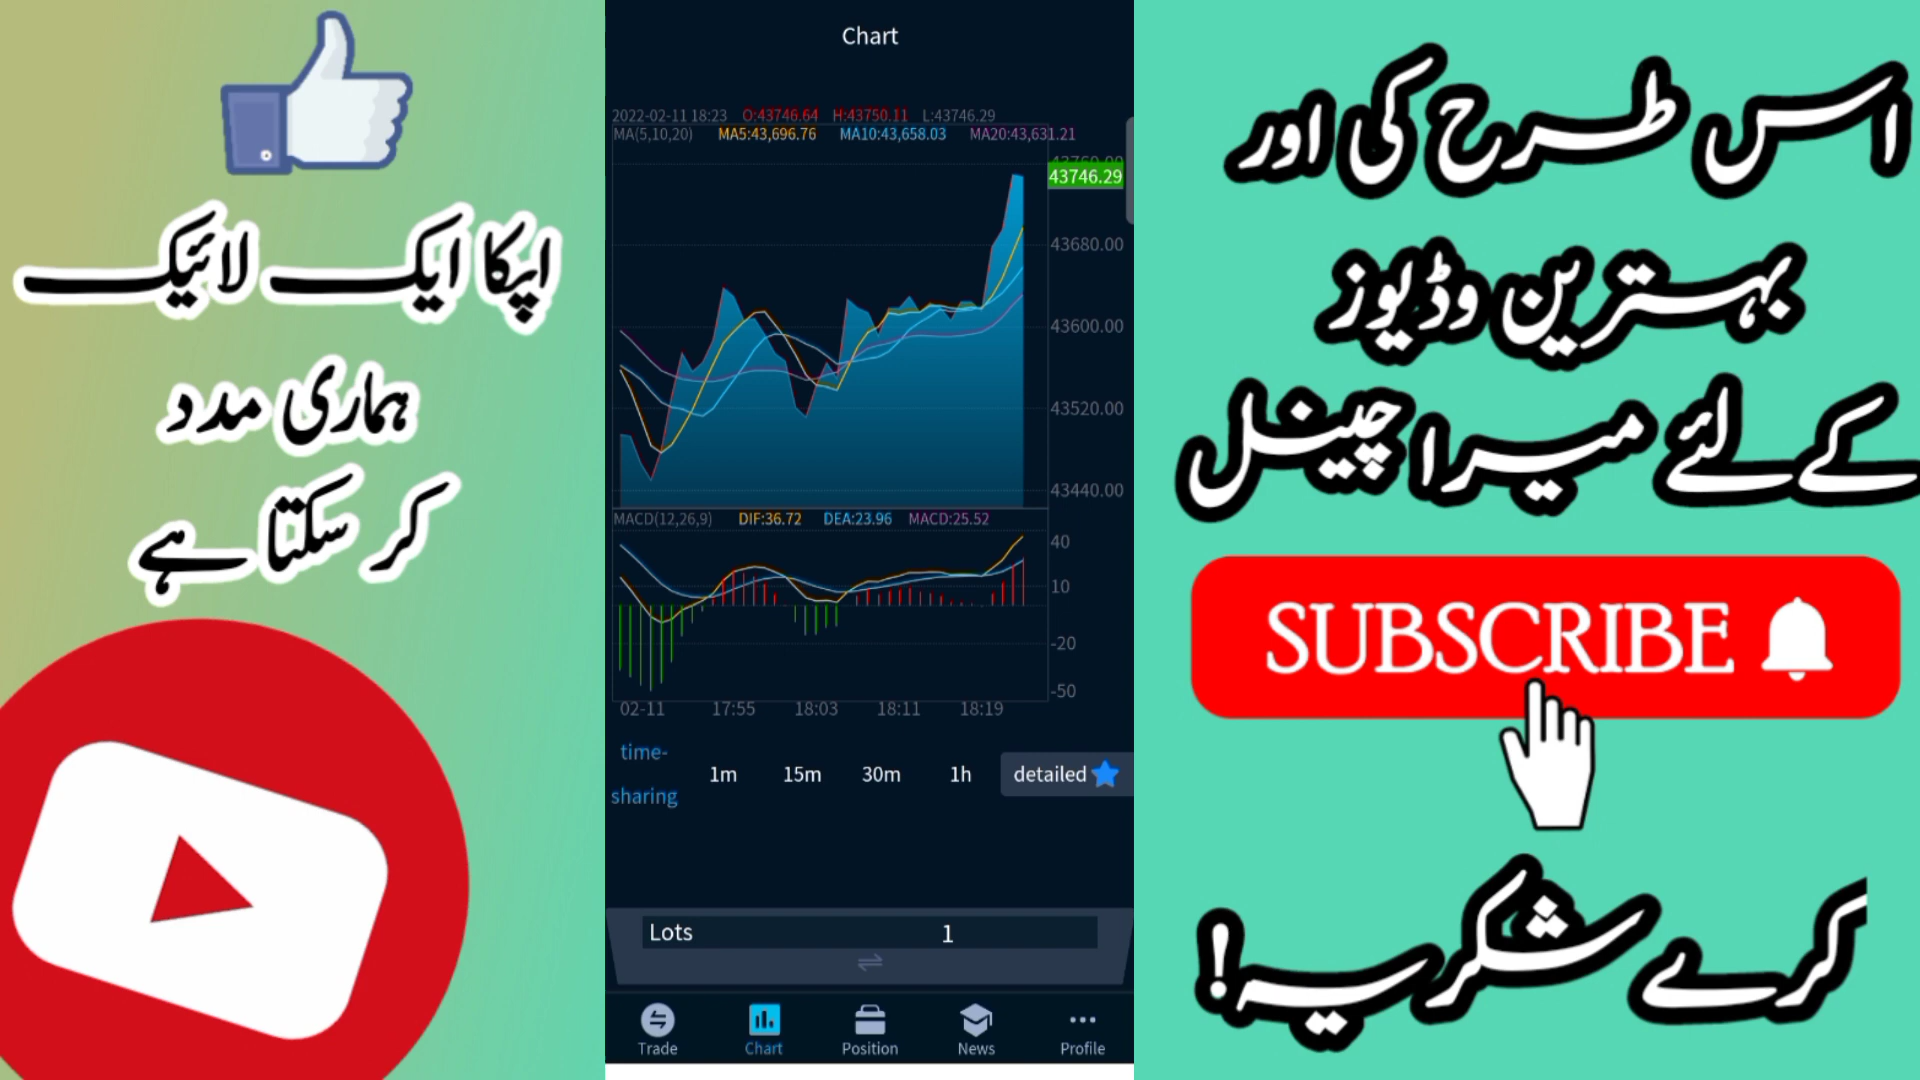 اپکا ایک لائیک
ہماری مدد
کر سکتا ہے
Chart
2022-02-11 18:23 O:43746.64 H:43750.11 L:43746.29
MA(5,10,20) MA5:43,696.76 MA10:43,658.03 MA20:43,631.21
43760.00
43746.29
43680.00
43600.00
43520.00
43440.00
MACD(12,26,9) DIF:36.72 DEA:23.96 MACD:25.52
40
10
-20
-50
02-11 17:55 18:03 18:11 18:19
time-sharing 1m 15m 30m 1h detailed
Lots 1
Trade Chart Position News Profile
اس طرح کی اور
بہترین وڈیوز
کے لئے میرا چینل
SUBSCRIBE
کرے شکریہ!